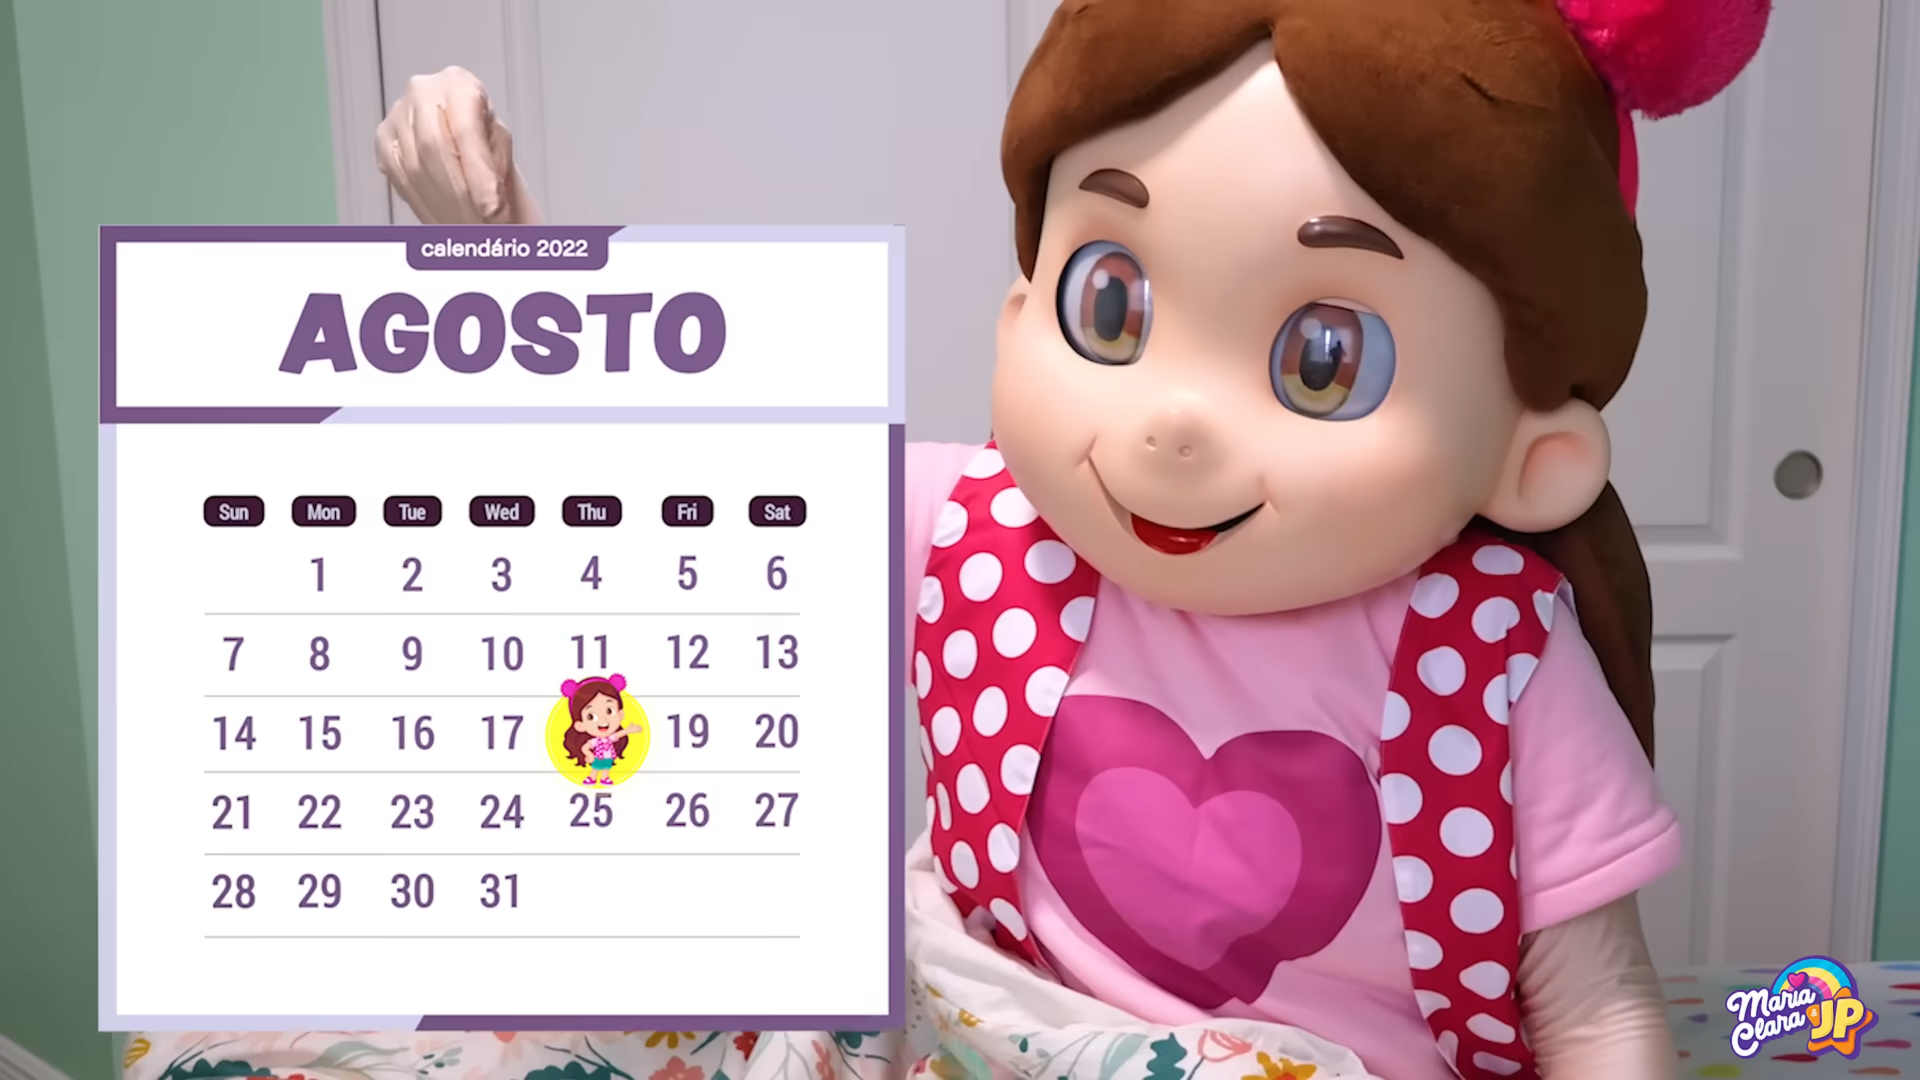 calendário 2022
AGOSTO
Sun Mon Tue Wed Thu Fri Sat
1 2 3 4 5 6
7 8 9 10 11 12 13
14 15 16 17 19 20
21 22 23 24 25 26 27
28 29 30 31
Maria
Clara & JP